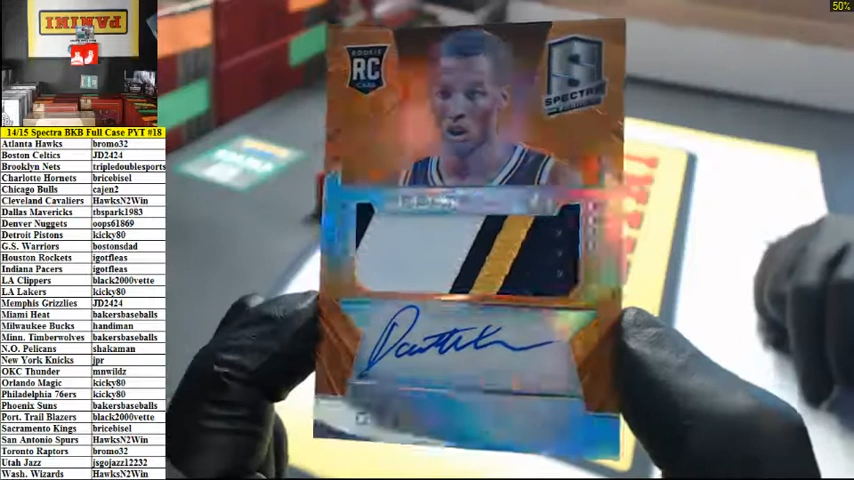 50%
PANINI
14/15 Spectra BKB Full Case PYT #18
Atlanta Hawks bromo32
Boston Celtics JD2424
Brooklyn Nets tripledoublesports
Charlotte Hornets bricebisel
Chicago Bulls cajen2
Cleveland Cavaliers HawksN2Win
Dallas Mavericks tbspark1983
Denver Nuggets oops61869
Detroit Pistons kicky80
G.S. Warriors bostonsdad
Houston Rockets igotfleas
Indiana Pacers igotfleas
LA Clippers black2000vette
LA Lakers kicky80
Memphis Grizzlies JD2424
Miami Heat bakersbaseballs
Milwaukee Bucks handiman
Minn. Timberwolves bakersbaseballs
N.O. Pelicans shakaman
New York Knicks jpr
OKC Thunder mnwildz
Orlando Magic kicky80
Philadelphia 76ers kicky80
Phoenix Suns bakersbaseballs
Port. Trail Blazers black2000vette
Sacramento Kings bricebisel
San Antonio Spurs HawksN2Win
Toronto Raptors bromo32
Utah Jazz jsgojazz12232
Wash. Wizards HawksN2Win
ROOKIE
RC
CARD
S
SPECTRA